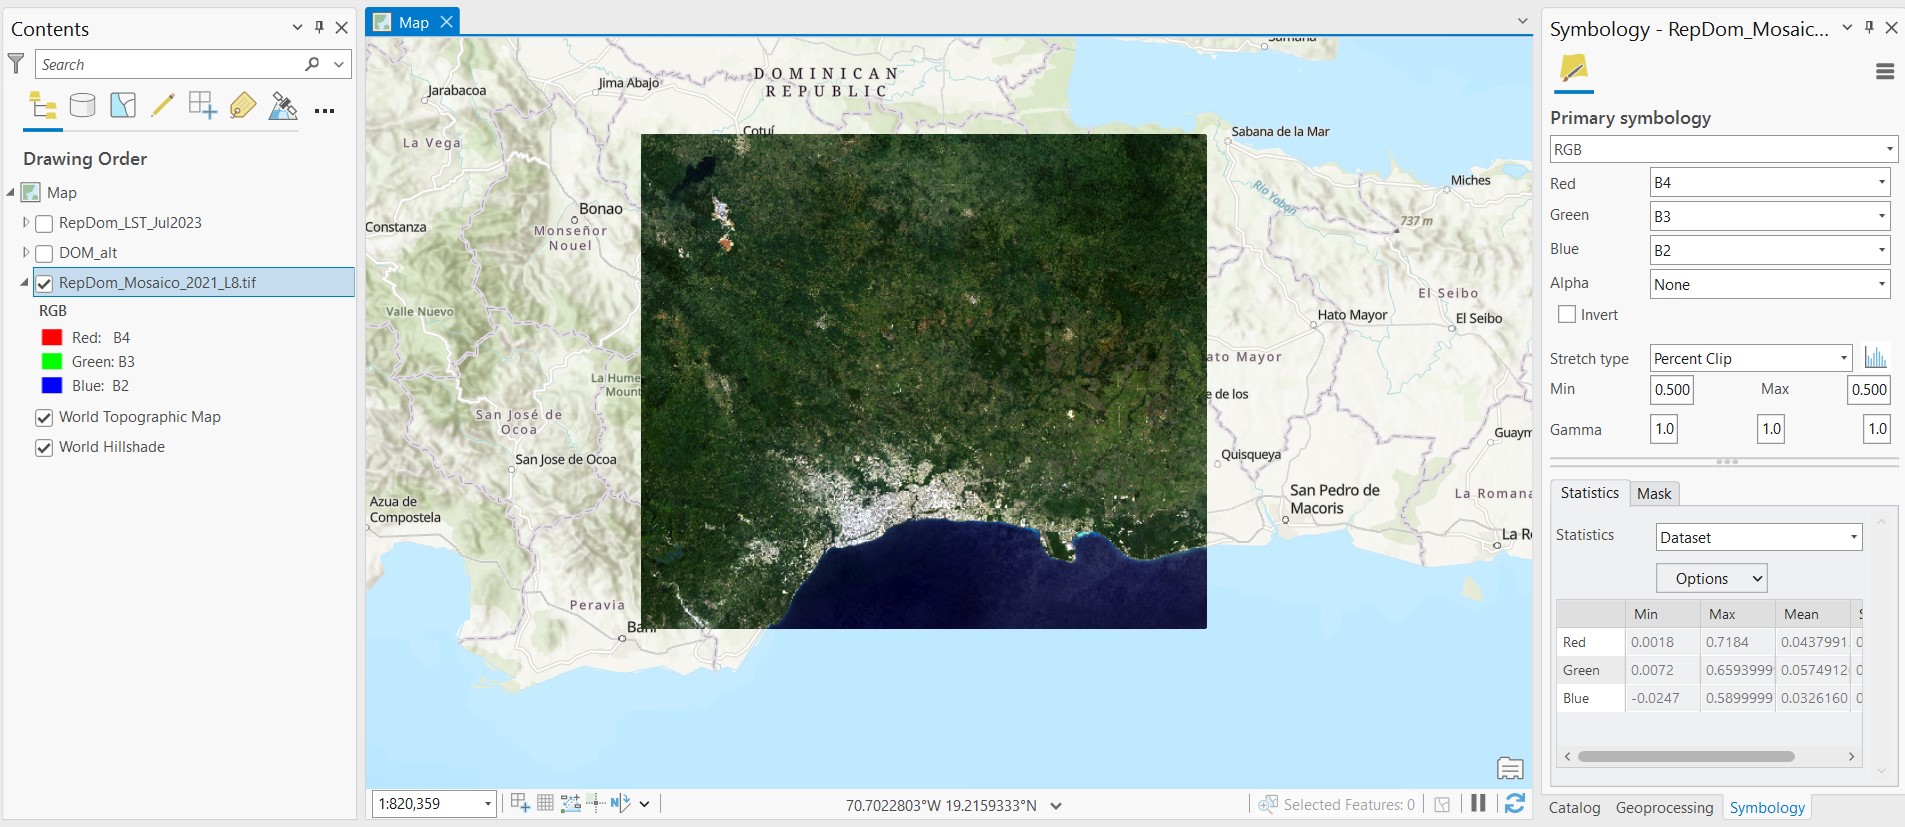 Contents
Search
Drawing Order
Map
RepDom_LST_Jul2023
DOM_alt
RepDom_Mosaico_2021_L8.tif
RGB
Red: B4
Green: B3
Blue: B2
World Topographic Map
World Hillshade
Map
Samana
DOMINICAN
REPUBLIC
Jima Abajo
Jarabacoa
La Vega
Cotuí
Sabana de la Mar
Bonao
Monseñor
Nouel
Constanza
Miches
Rio Yabon
737 m
Valle Nuevo
El Seibo
Hato Mayor
El Seibo
ato Mayor
La Hume
Mount
e de los
San José de
Ocoa
San Jose de Ocoa
Quisqueya
Guaym
Azua de
Compostela
San Pedro de
Macoris
La Romana
La R
Peravia
Bani
1:820,359
70.7022803°W 19.2159333°N
Selected Features: 0
Symbology - RepDom_Mosaic...
Primary symbology
RGB
Red B4
Green B3
Blue B2
Alpha None
Invert
Stretch type Percent Clip
Min 0.500 Max 0.500
Gamma 1.0 1.0 1.0
Statistics Mask
Statistics Dataset
Options
Min Max Mean
Red 0.0018 0.7184 0.0437991
Green 0.0072 0.6593999 0.0574912
Blue -0.0247 0.5899999 0.0326160
Catalog Geoprocessing Symbology